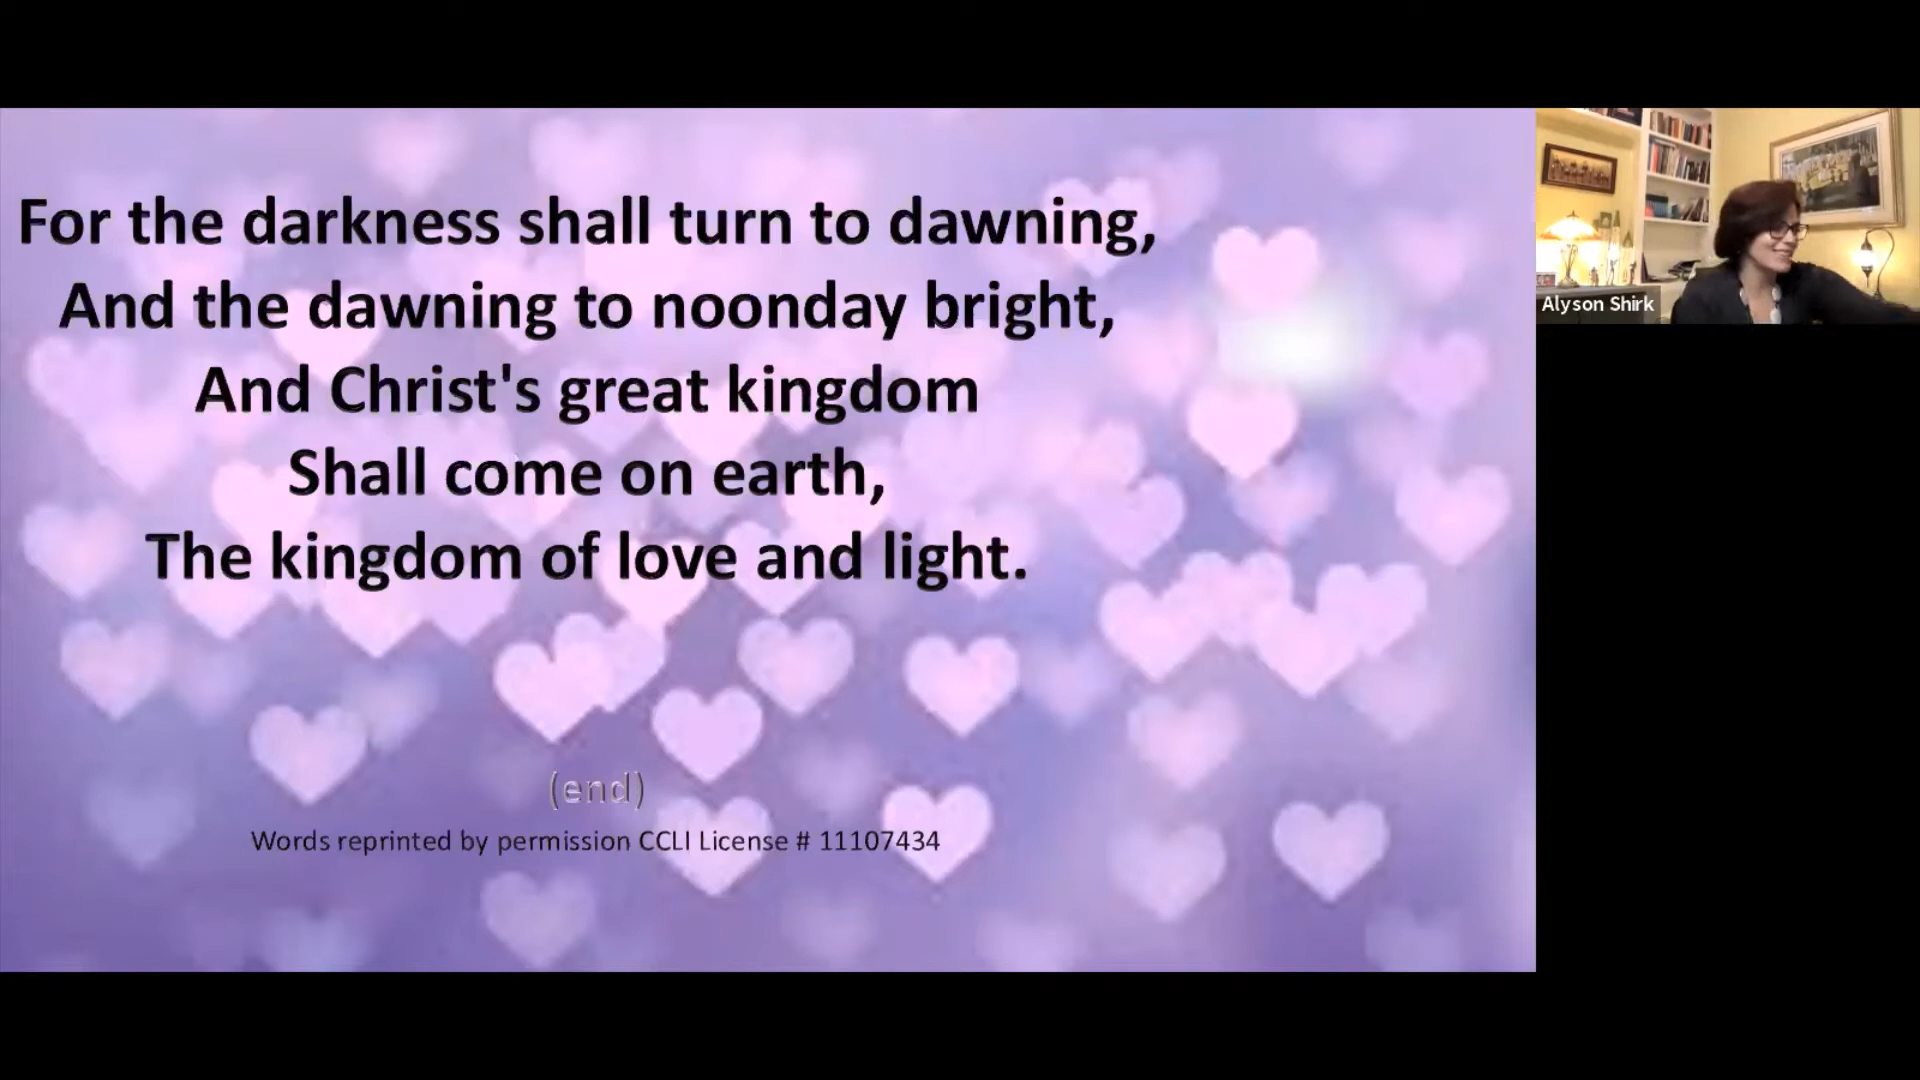 For the darkness shall turn to dawning,
And the dawning to noonday bright,
And Christ's great kingdom
Shall come on earth,
The kingdom of love and light.
(end)
Words reprinted by permission CCLI License # 11107434
Alyson Shirk